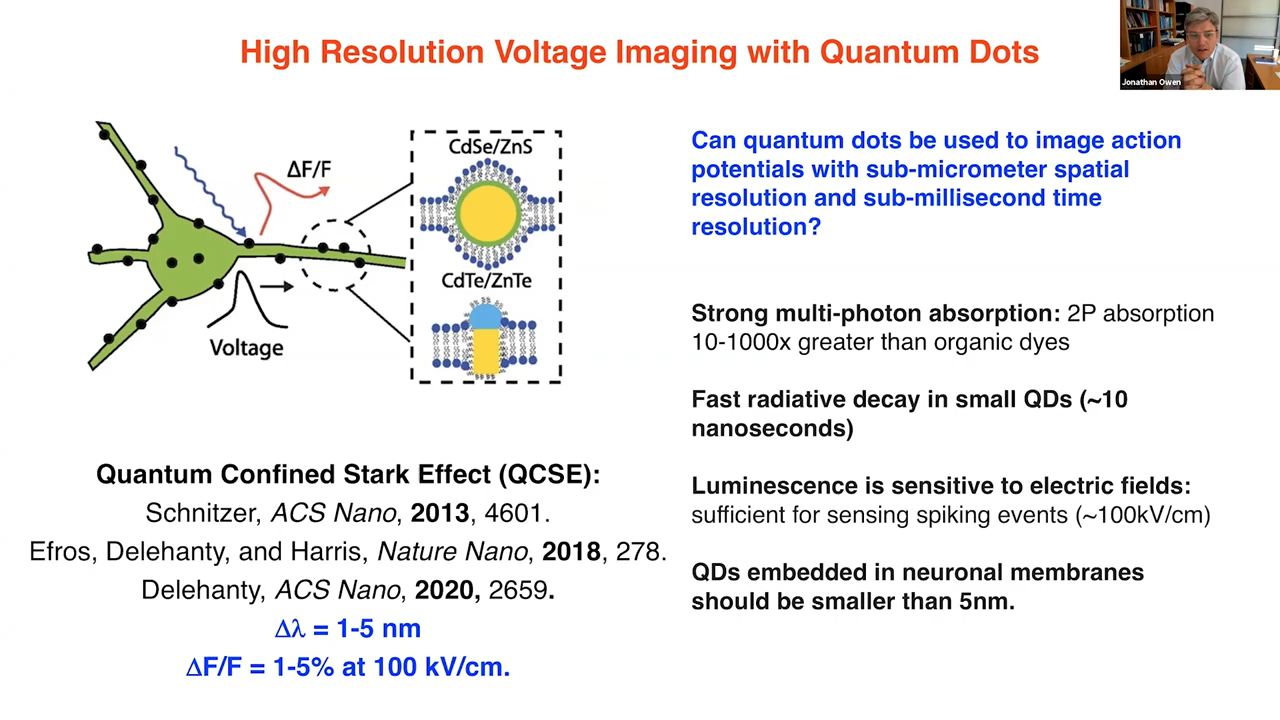 High Resolution Voltage Imaging with Quantum Dots
Jonathan Owen
ΔF/F
Voltage
CdSe/ZnS
CdTe/ZnTe
Can quantum dots be used to image action
potentials with sub-micrometer spatial
resolution and sub-millisecond time
resolution?
Strong multi-photon absorption: 2P absorption
10-1000x greater than organic dyes
Fast radiative decay in small QDs (~10
nanoseconds)
Luminescence is sensitive to electric fields:
sufficient for sensing spiking events (~100kV/cm)
QDs embedded in neuronal membranes
should be smaller than 5nm.
Quantum Confined Stark Effect (QCSE):
Schnitzer, ACS Nano, 2013, 4601.
Efros, Delehanty, and Harris, Nature Nano, 2018, 278.
Delehanty, ACS Nano, 2020, 2659.
Δλ = 1-5 nm
ΔF/F = 1-5% at 100 kV/cm.